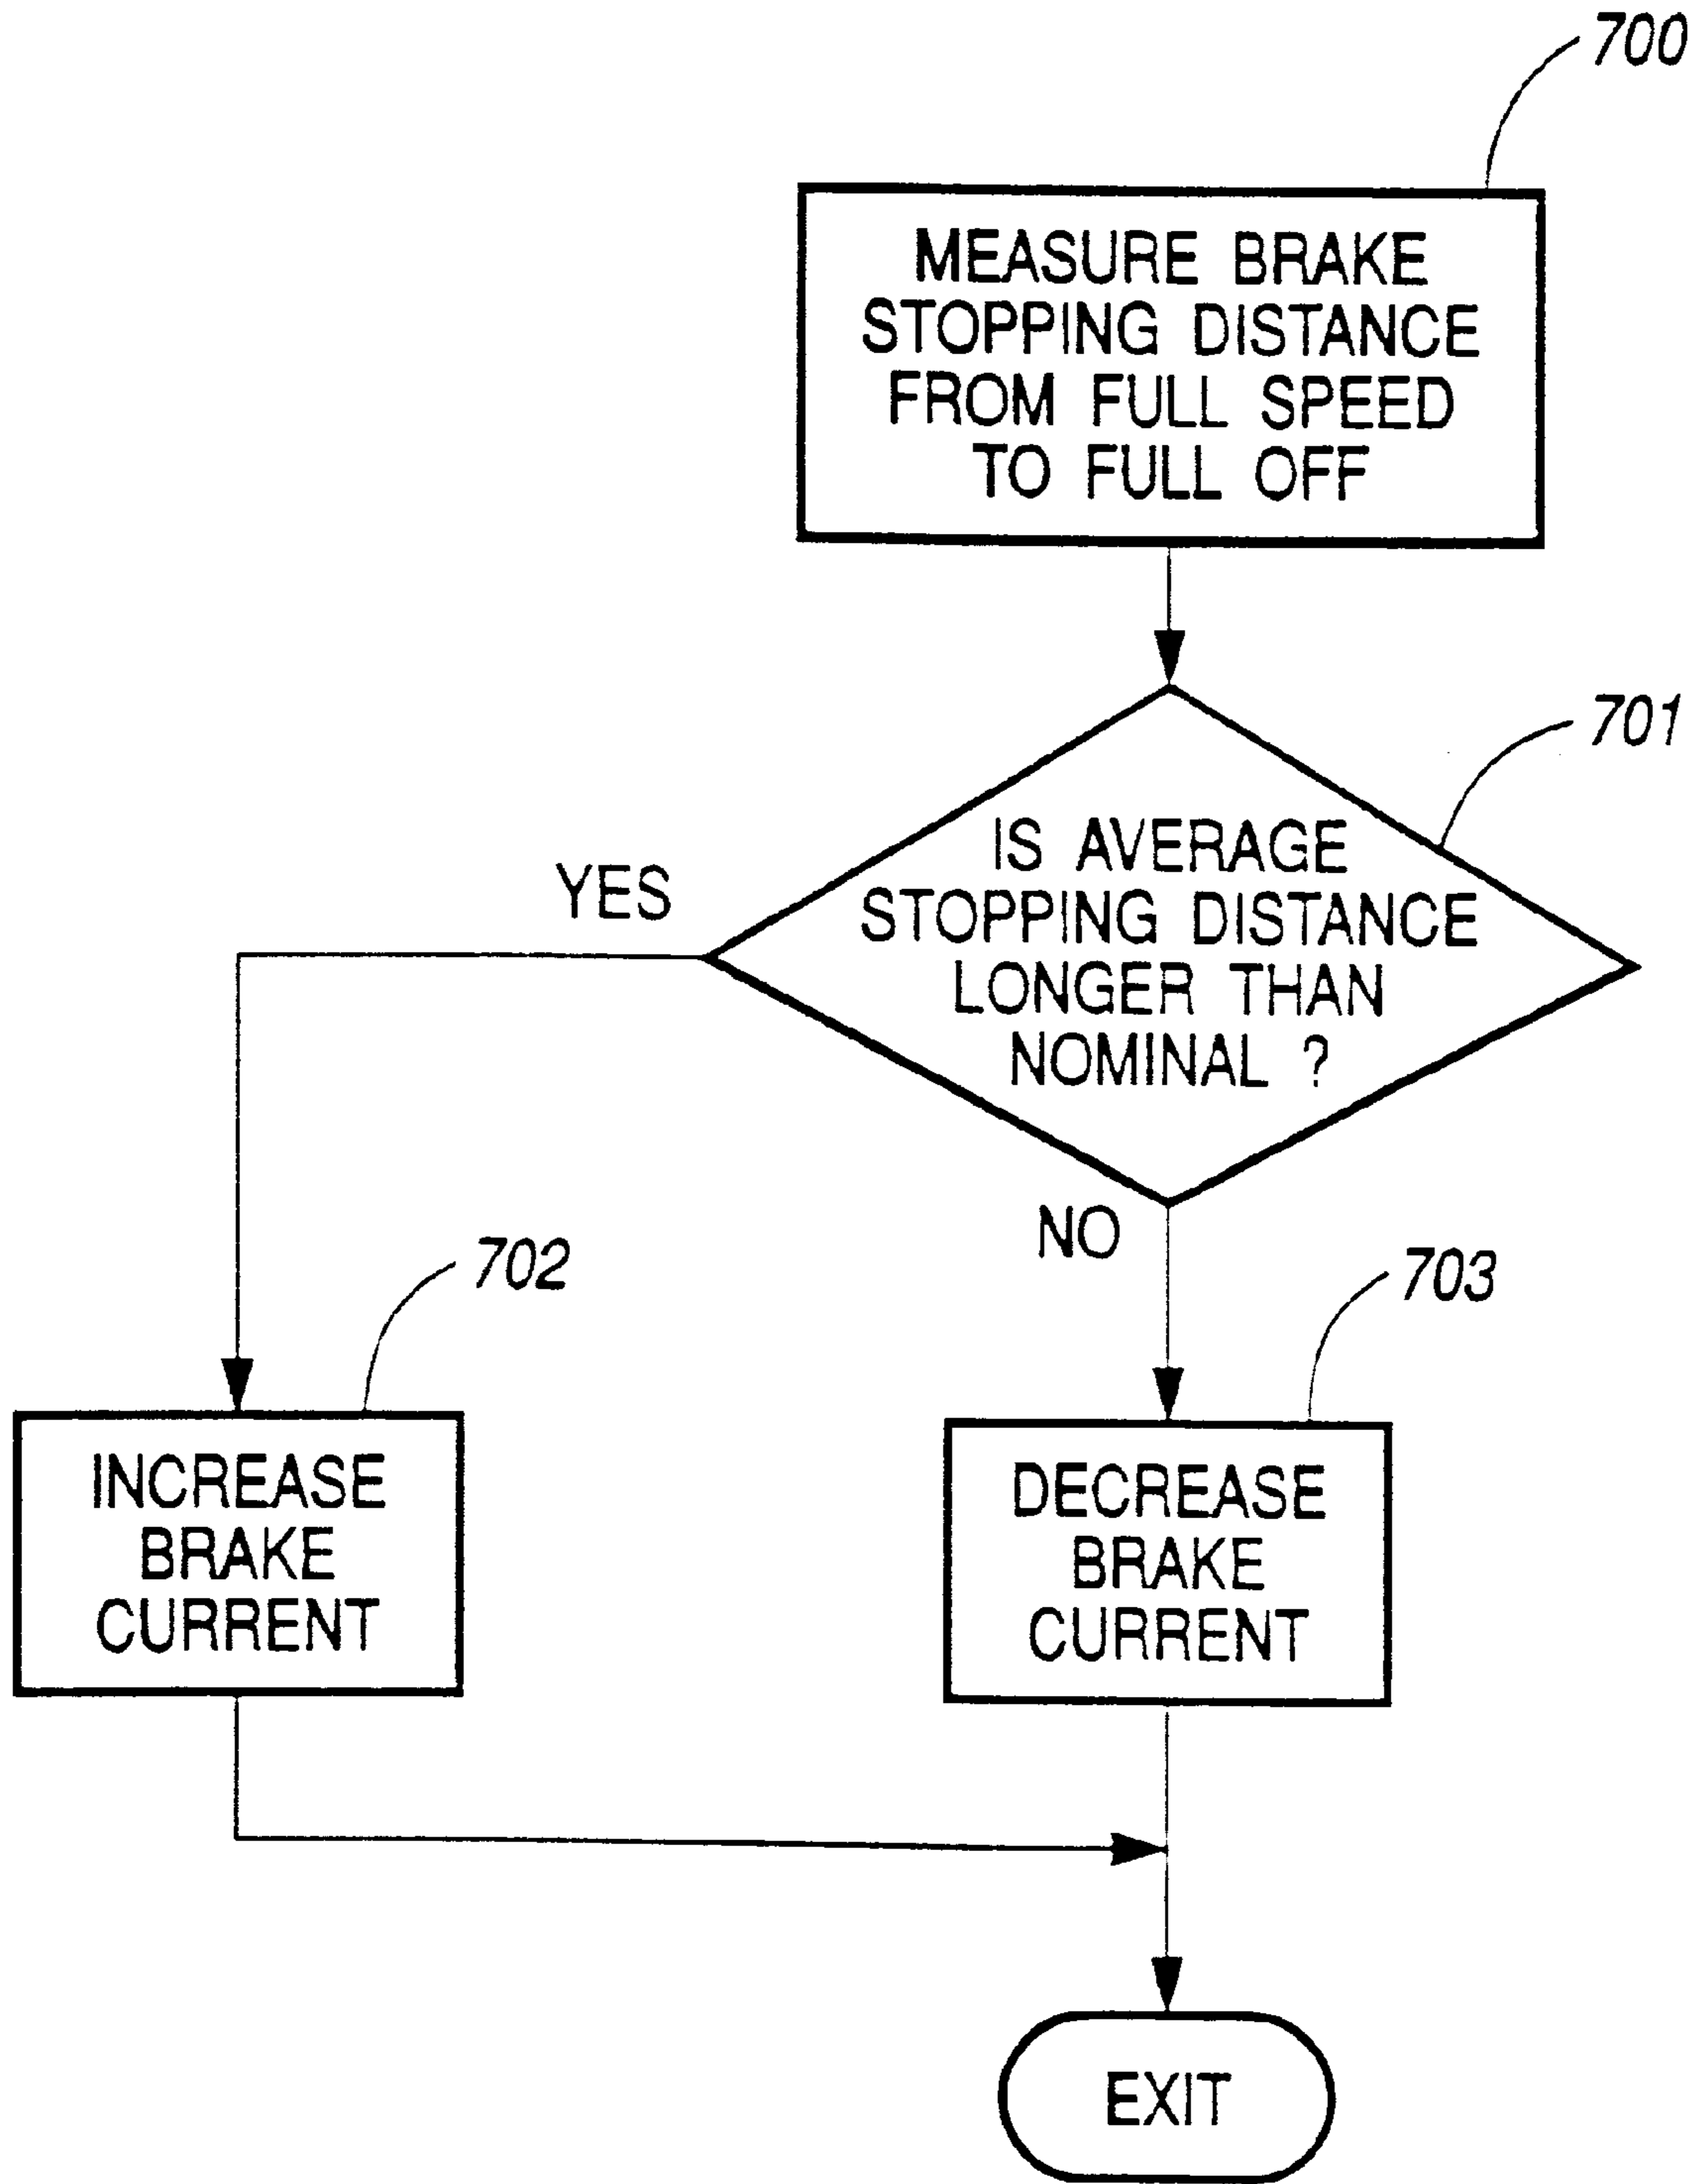 700
MEASURE BRAKE
STOPPING DISTANCE
FROM FULL SPEED
TO FULL OFF
701
IS AVERAGE
STOPPING DISTANCE
LONGER THAN
NOMINAL ?
YES
NO
702
703
INCREASE
BRAKE
CURRENT
DECREASE
BRAKE
CURRENT
EXIT